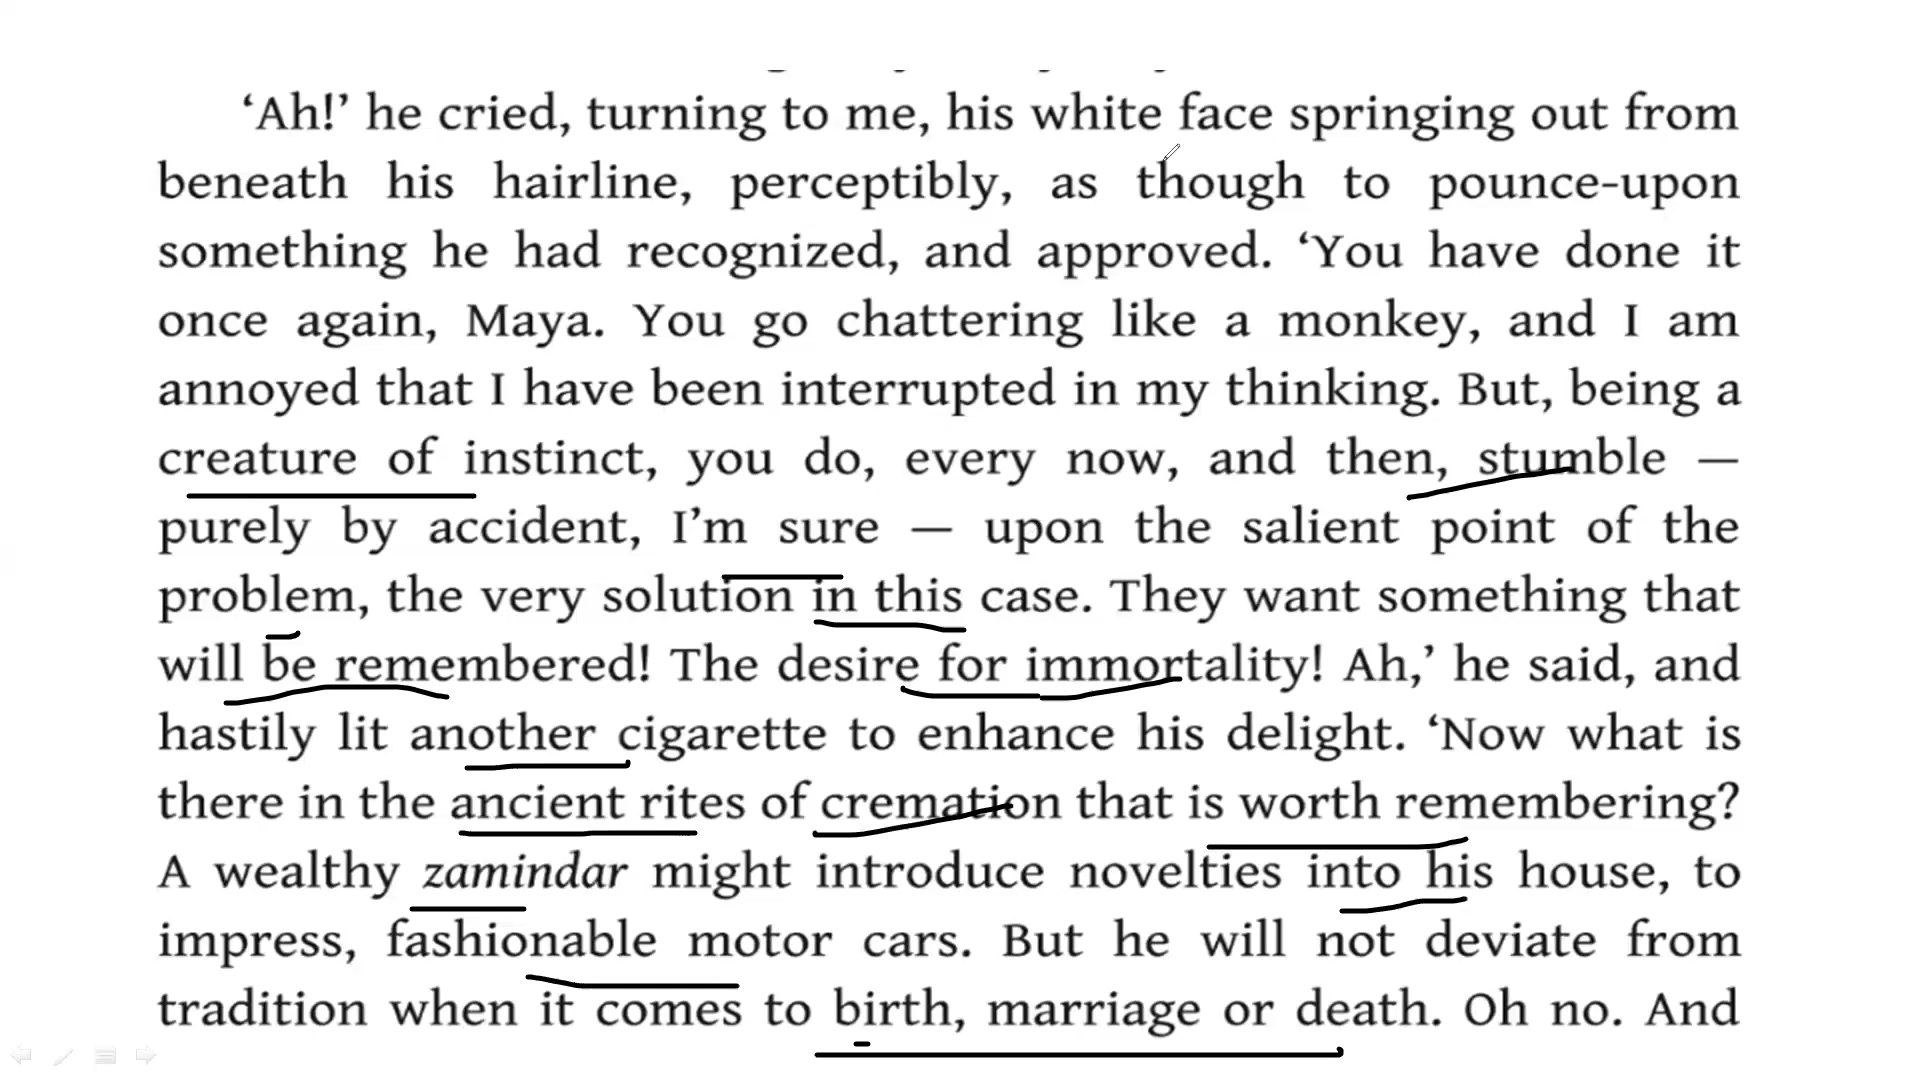 ‘Ah!’ he cried, turning to me, his white face springing out from
beneath his hairline, perceptibly, as though to pounce-upon
something he had recognized, and approved. ‘You have done it
once again, Maya. You go chattering like a monkey, and I am
annoyed that I have been interrupted in my thinking. But, being a
creature of instinct, you do, every now, and then, stumble —
purely by accident, I’m sure — upon the salient point of the
problem, the very solution in this case. They want something that
will be remembered! The desire for immortality! Ah,’ he said, and
hastily lit another cigarette to enhance his delight. ‘Now what is
there in the ancient rites of cremation that is worth remembering?
A wealthy zamindar might introduce novelties into his house, to
impress, fashionable motor cars. But he will not deviate from
tradition when it comes to birth, marriage or death. Oh no. And